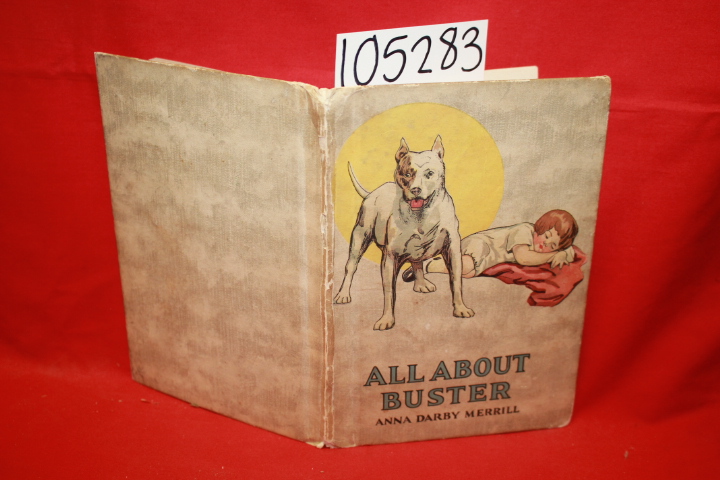 105283
ALL ABOUT
BUSTER
ANNA DARBY MERRILL